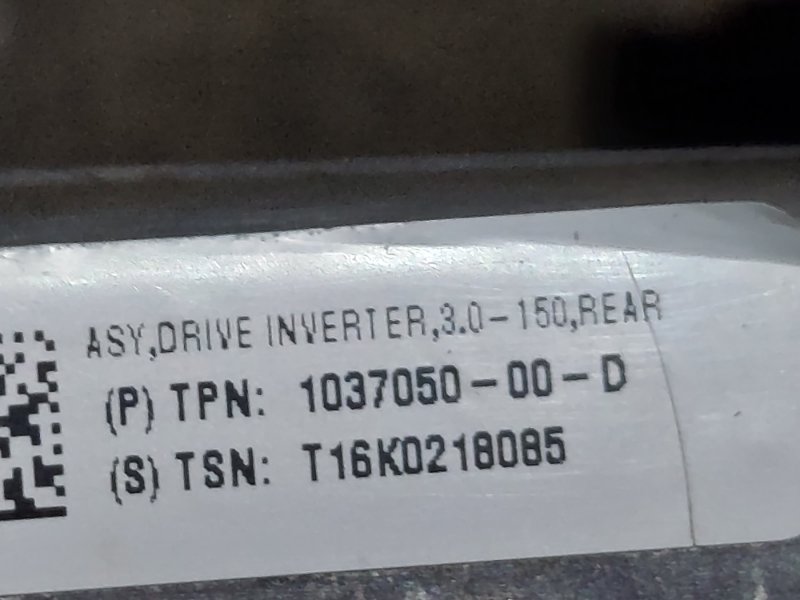 ASY,DRIVE INVERTER,3.0-150,REAR
(P) TPN: 1037050-00-D
(S) TSN: T16K0218085